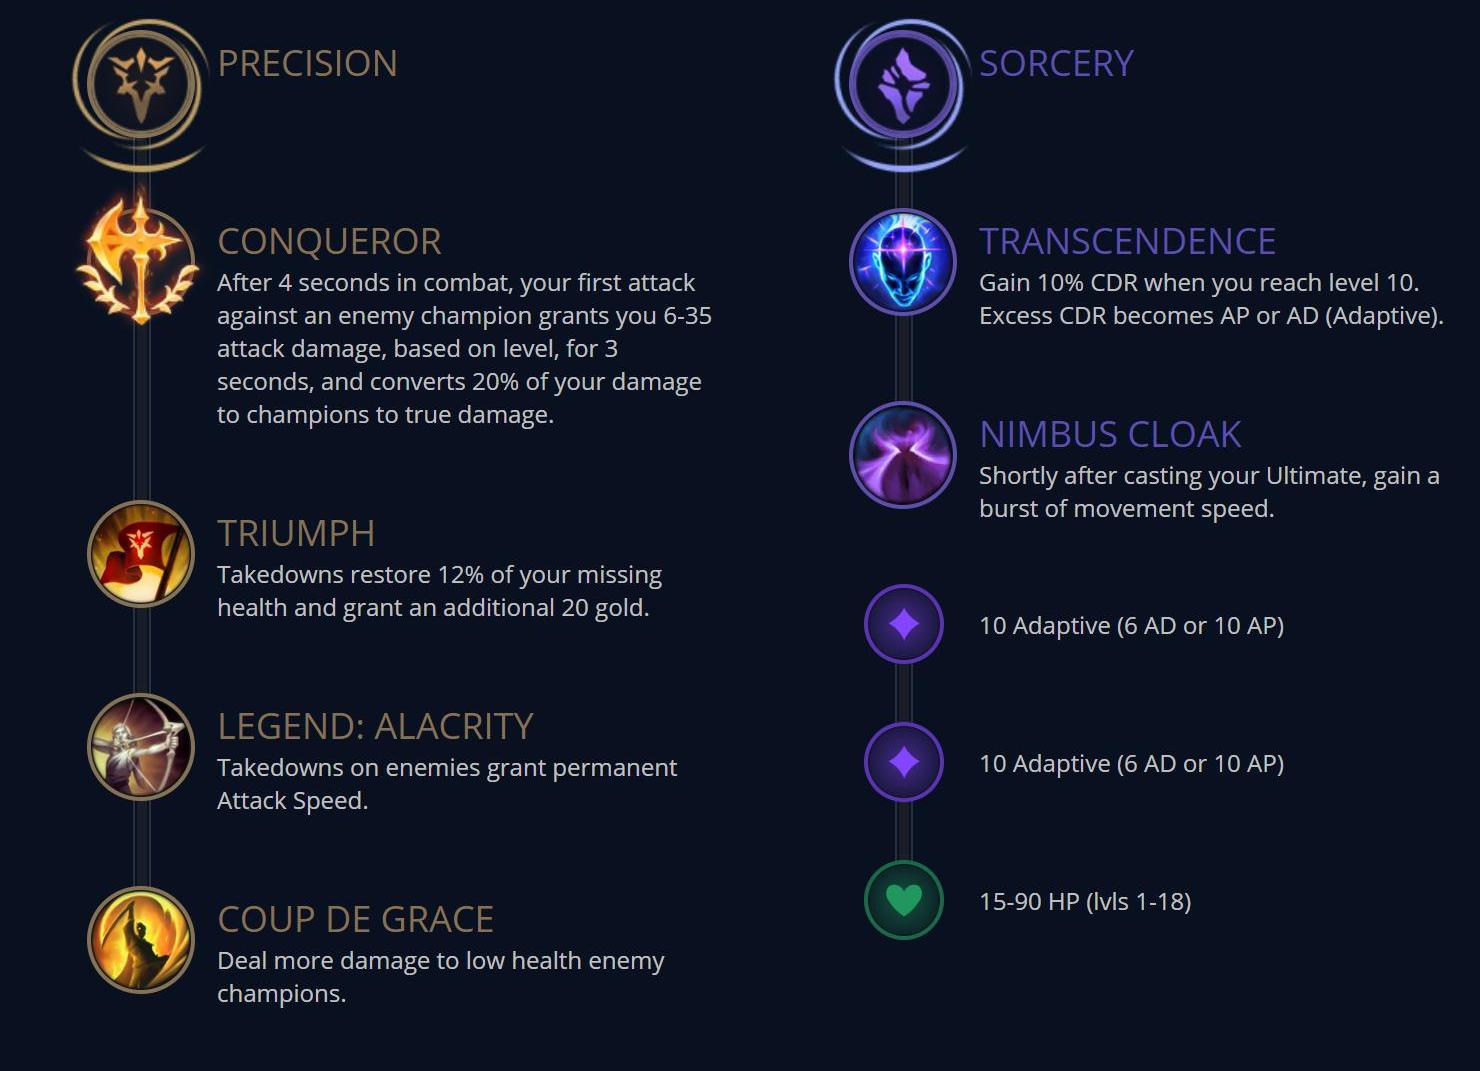 PRECISION
CONQUEROR
After 4 seconds in combat, your first attack
against an enemy champion grants you 6-35
attack damage, based on level, for 3
seconds, and converts 20% of your damage
to champions to true damage.
TRIUMPH
Takedowns restore 12% of your missing
health and grant an additional 20 gold.
LEGEND: ALACRITY
Takedowns on enemies grant permanent
Attack Speed.
COUP DE GRACE
Deal more damage to low health enemy
champions.
SORCERY
TRANSCENDENCE
Gain 10% CDR when you reach level 10.
Excess CDR becomes AP or AD (Adaptive).
NIMBUS CLOAK
Shortly after casting your Ultimate, gain a
burst of movement speed.
10 Adaptive (6 AD or 10 AP)
10 Adaptive (6 AD or 10 AP)
15-90 HP (lvls 1-18)